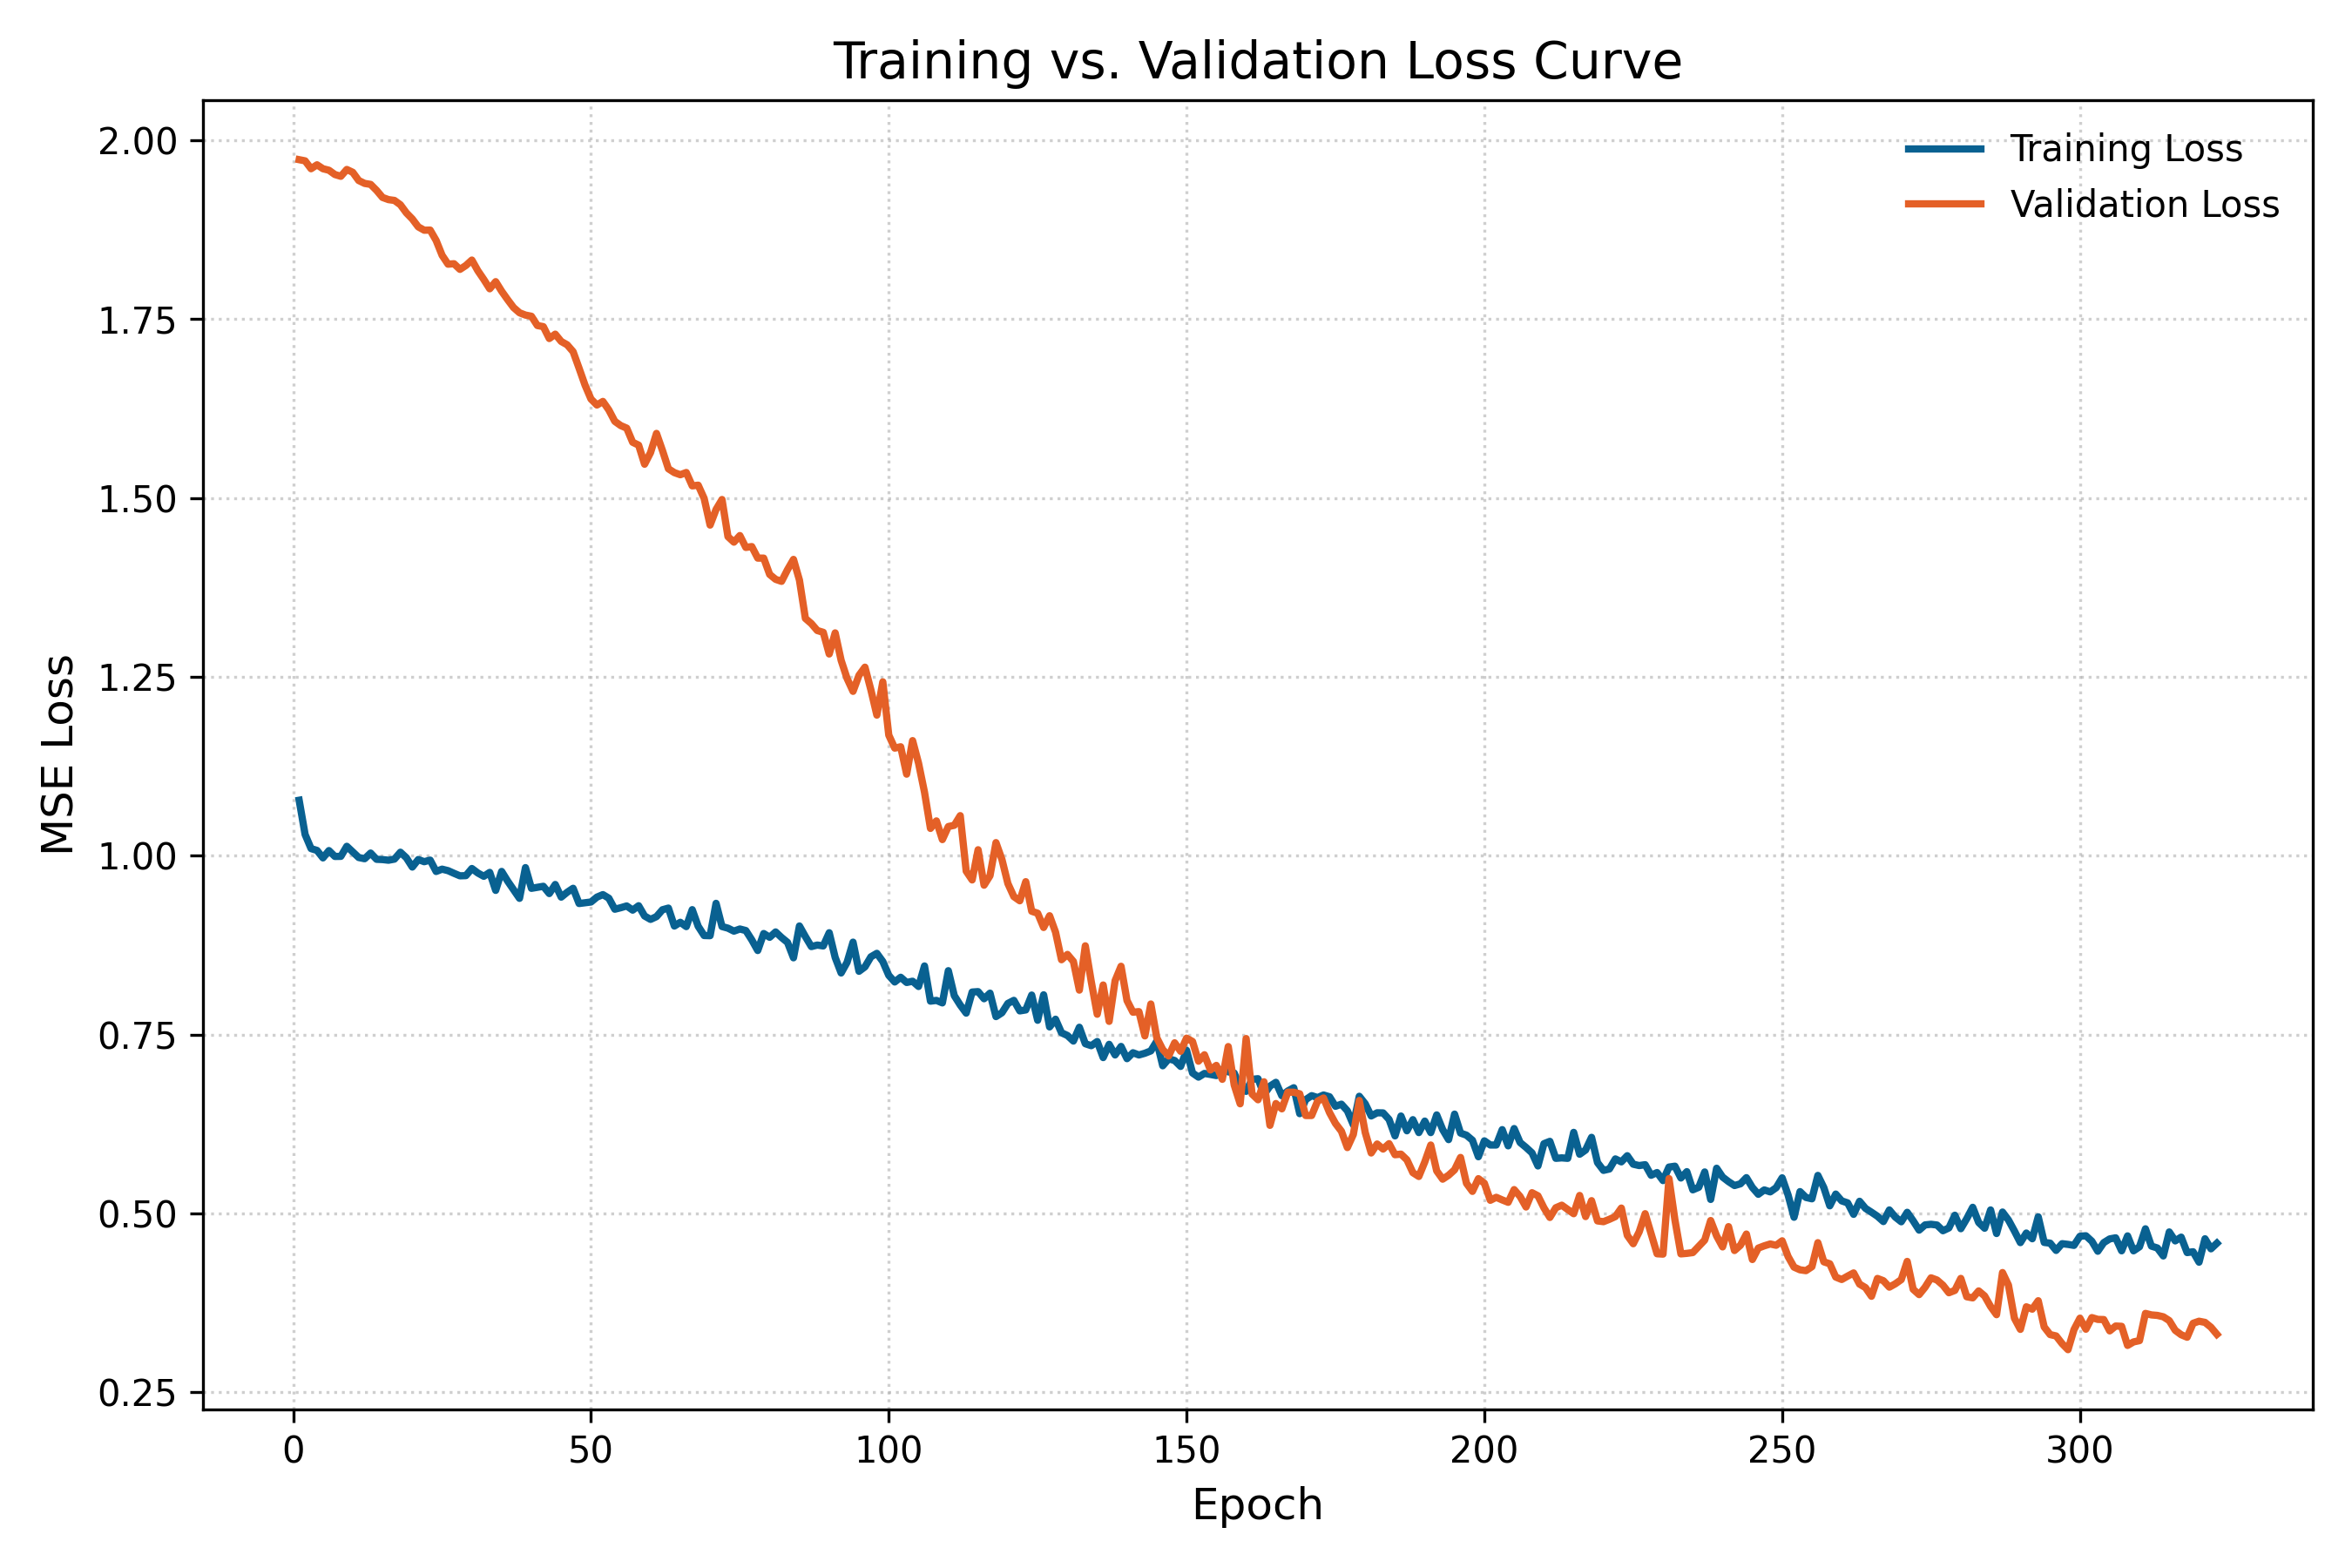 Training vs. Validation Loss Curve
Training Loss
Validation Loss
MSE Loss
2.00
1.75
1.50
1.25
1.00
0.75
0.50
0.25
0 50 100 150 200 250 300
Epoch